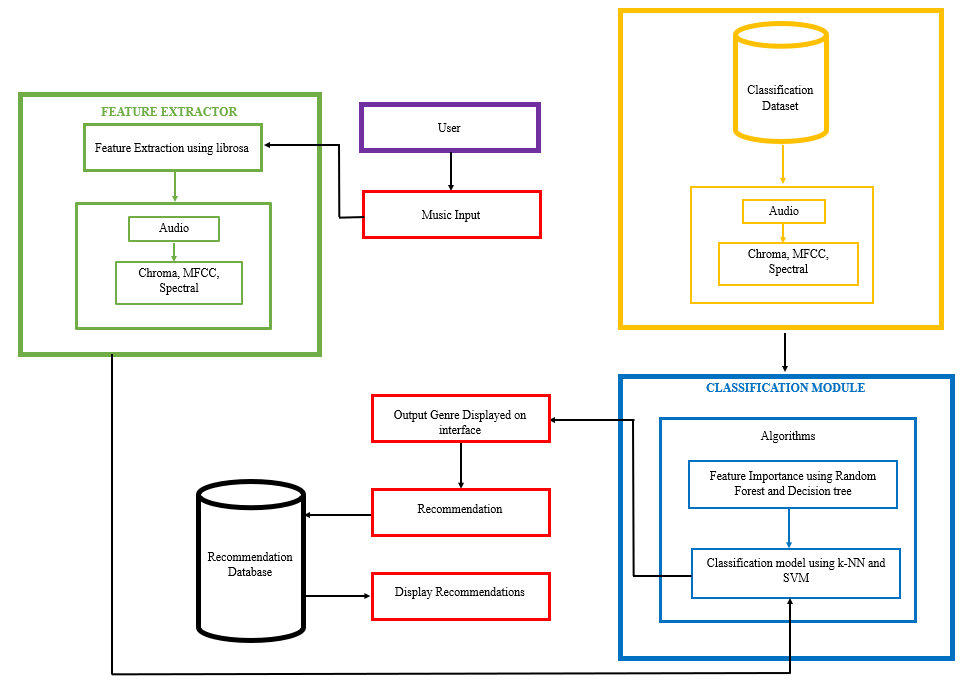 FEATURE EXTRACTOR
Feature Extraction using librosa
Audio
Chroma, MFCC,
Spectral
User
Music Input
Classification
Dataset
Audio
Chroma, MFCC,
Spectral
CLASSIFICATION MODULE
Algorithms
Feature Importance using Random
Forest and Decision tree
Classification model using k-NN and
SVM
Output Genre Displayed on
interface
Recommendation
Recommendation
Database
Display Recommendations